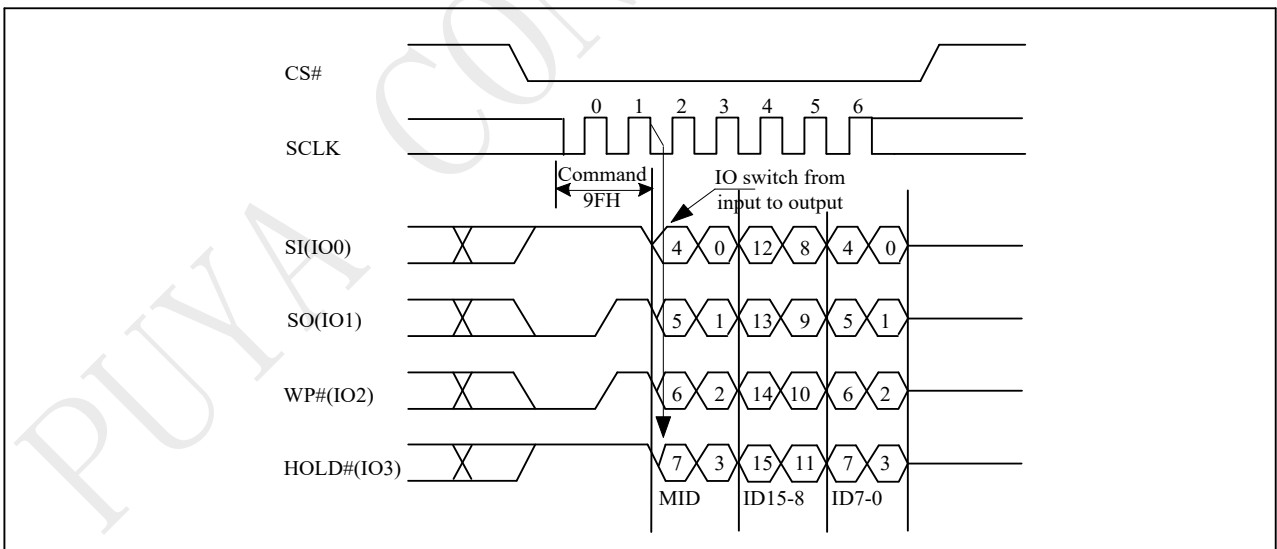 PUYA CON
CS#
0 1 2 3 4 5 6
SCLK
Command
9FH
IO switch from
input to output
SI(IO0)
4 0 12 8 4 0
SO(IO1)
5 1 13 9 5 1
WP#(IO2)
6 2 14 10 6 2
HOLD#(IO3)
7 3 15 11 7 3
MID ID15-8 ID7-0